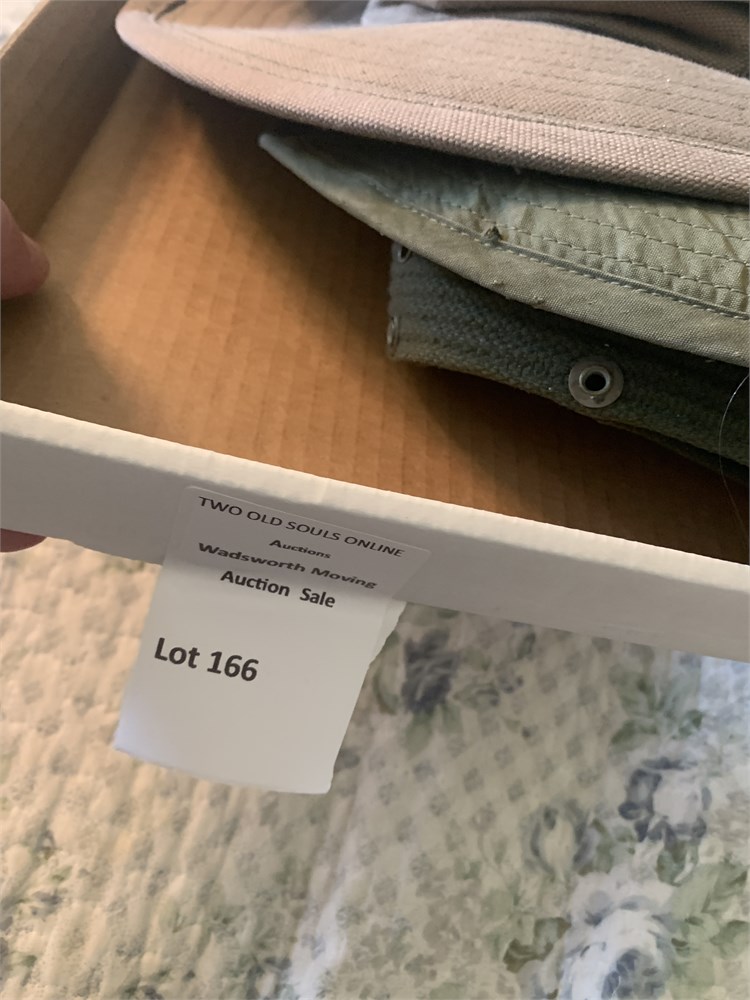 TWO OLD SOULS ONLINE
Auctions
Wadsworth Moving
Auction Sale
Lot 166